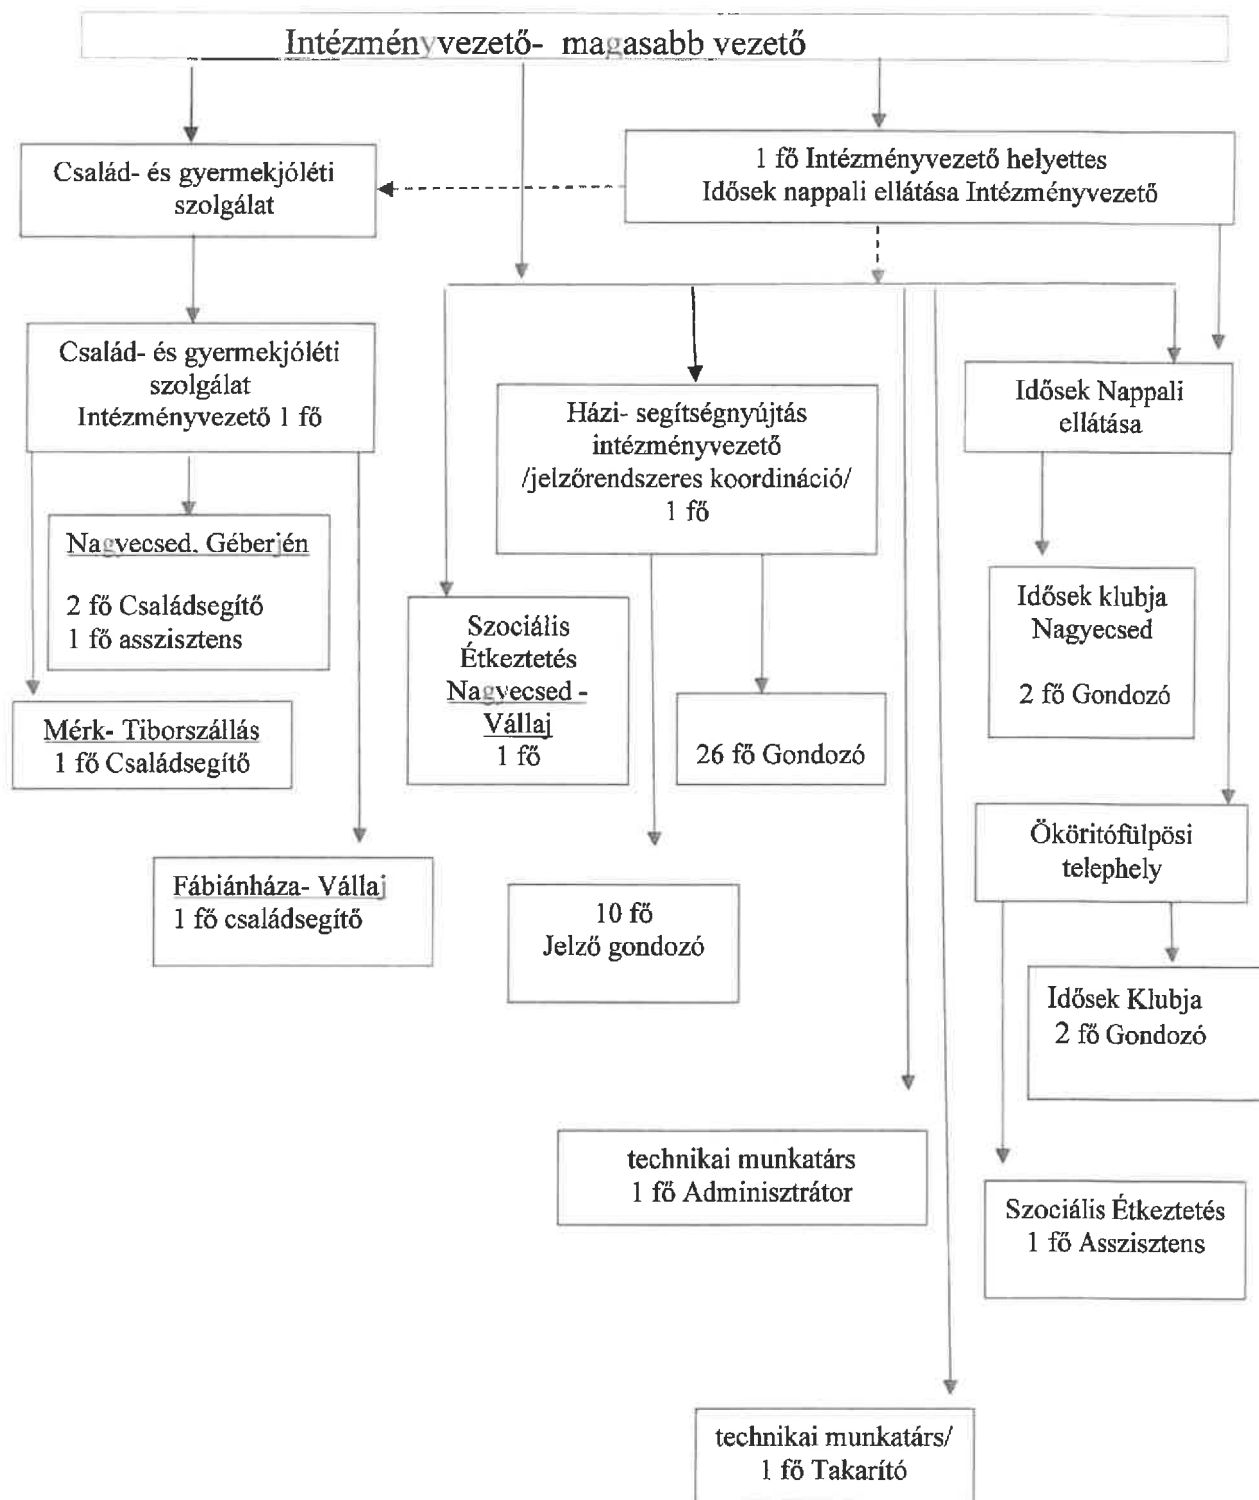 Intézményvezető- magasabb vezető
Család- és gyermekjóléti
szolgálat
1 fő Intézményvezető helyettes
Idősek nappali ellátása Intézményvezető
Család- és gyermekjóléti
szolgálat
Intézményvezető 1 fő
Házi- segítségnyújtás
intézményvezető
/jelzőrendszeres koordináció/
1 fő
Idősek Nappali
ellátása
Nagyecsed, Géberjén
2 fő Családsegítő
1 fő asszisztens
Szociális
Étkeztetés
Nagyecsed -
Vállaj
1 fő
Idősek klubja
Nagyecsed
2 fő Gondozó
Mérk- Tiborszállás
1 fő Családsegítő
26 fő Gondozó
Ököritófülpösi
telephely
Fábiánháza- Vállaj
1 fő családsegítő
10 fő
Jelző gondozó
Idősek Klubja
2 fő Gondozó
technikai munkatárs
1 fő Adminisztrátor
Szociális Étkeztetés
1 fő Asszisztens
technikai munkatárs/
1 fő Takarító